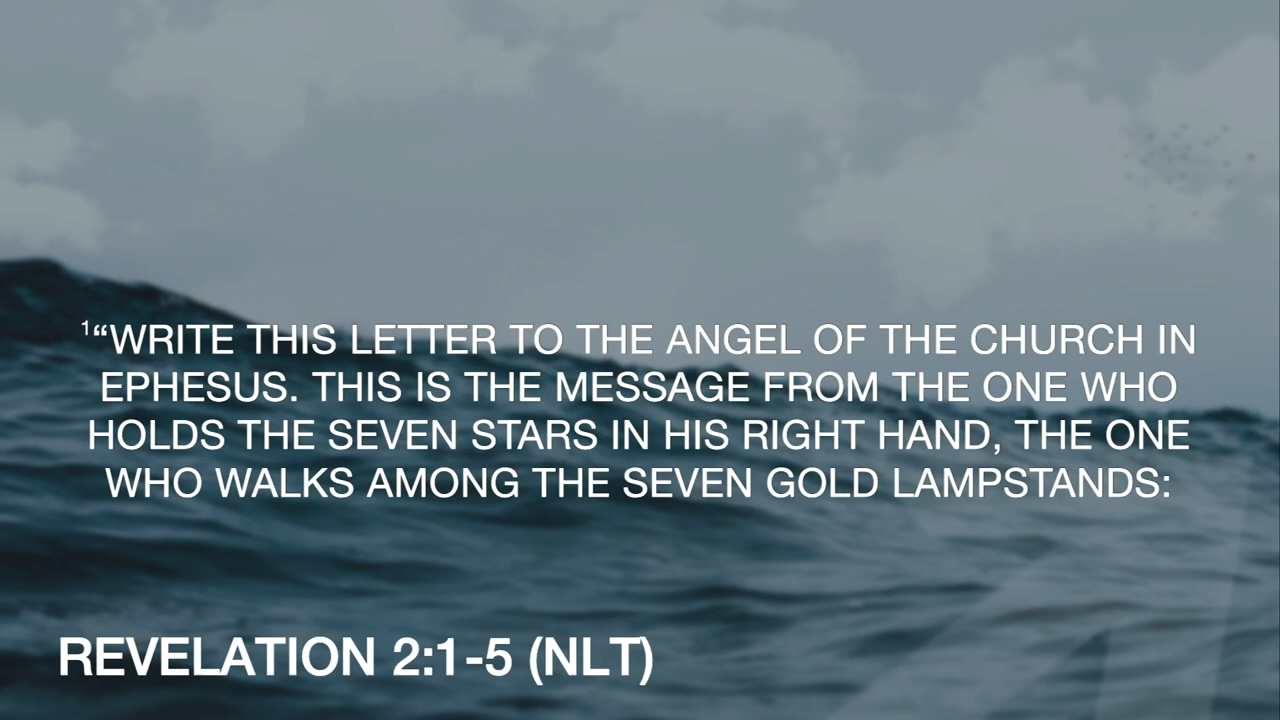 ¹“WRITE THIS LETTER TO THE ANGEL OF THE CHURCH IN
EPHESUS. THIS IS THE MESSAGE FROM THE ONE WHO
HOLDS THE SEVEN STARS IN HIS RIGHT HAND, THE ONE
WHO WALKS AMONG THE SEVEN GOLD LAMPSTANDS:
REVELATION 2:1-5 (NLT)